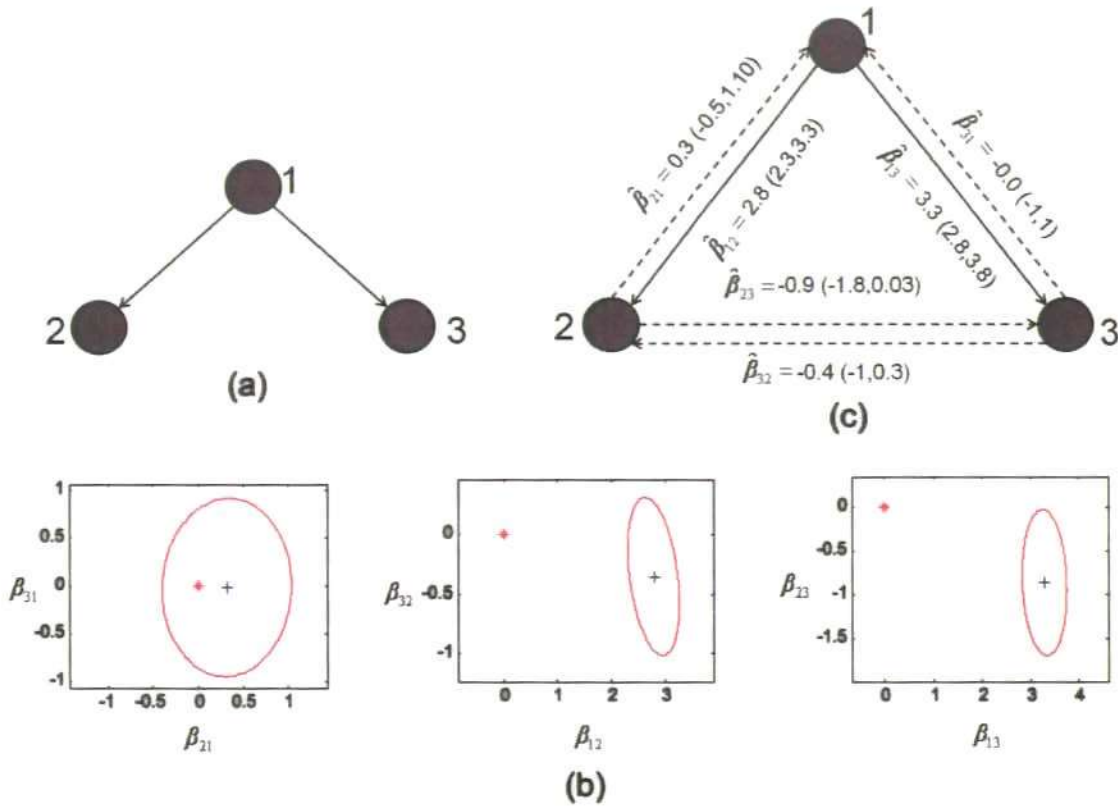 1
2
3
(a)
1
β̂21 = 0.3 (-0.5,1.10)
β̂12 = 2.8 (2.3,3.3)
β̂13 = 3.3 (2.8,3.8)
β̂31 = -0.0 (-1,1)
β̂23 = -0.9 (-1.8,0.03)
2
3
β̂32 = -0.4 (-1,0.3)
(c)
1
0.5
0
-0.5
-1
β31
-1 -0.5 0 0.5 1
β21
0
-0.5
-1
β32
0 1 2 3
β12
0
-0.5
-1
-1.5
β23
0 1 2 3 4
β13
(b)